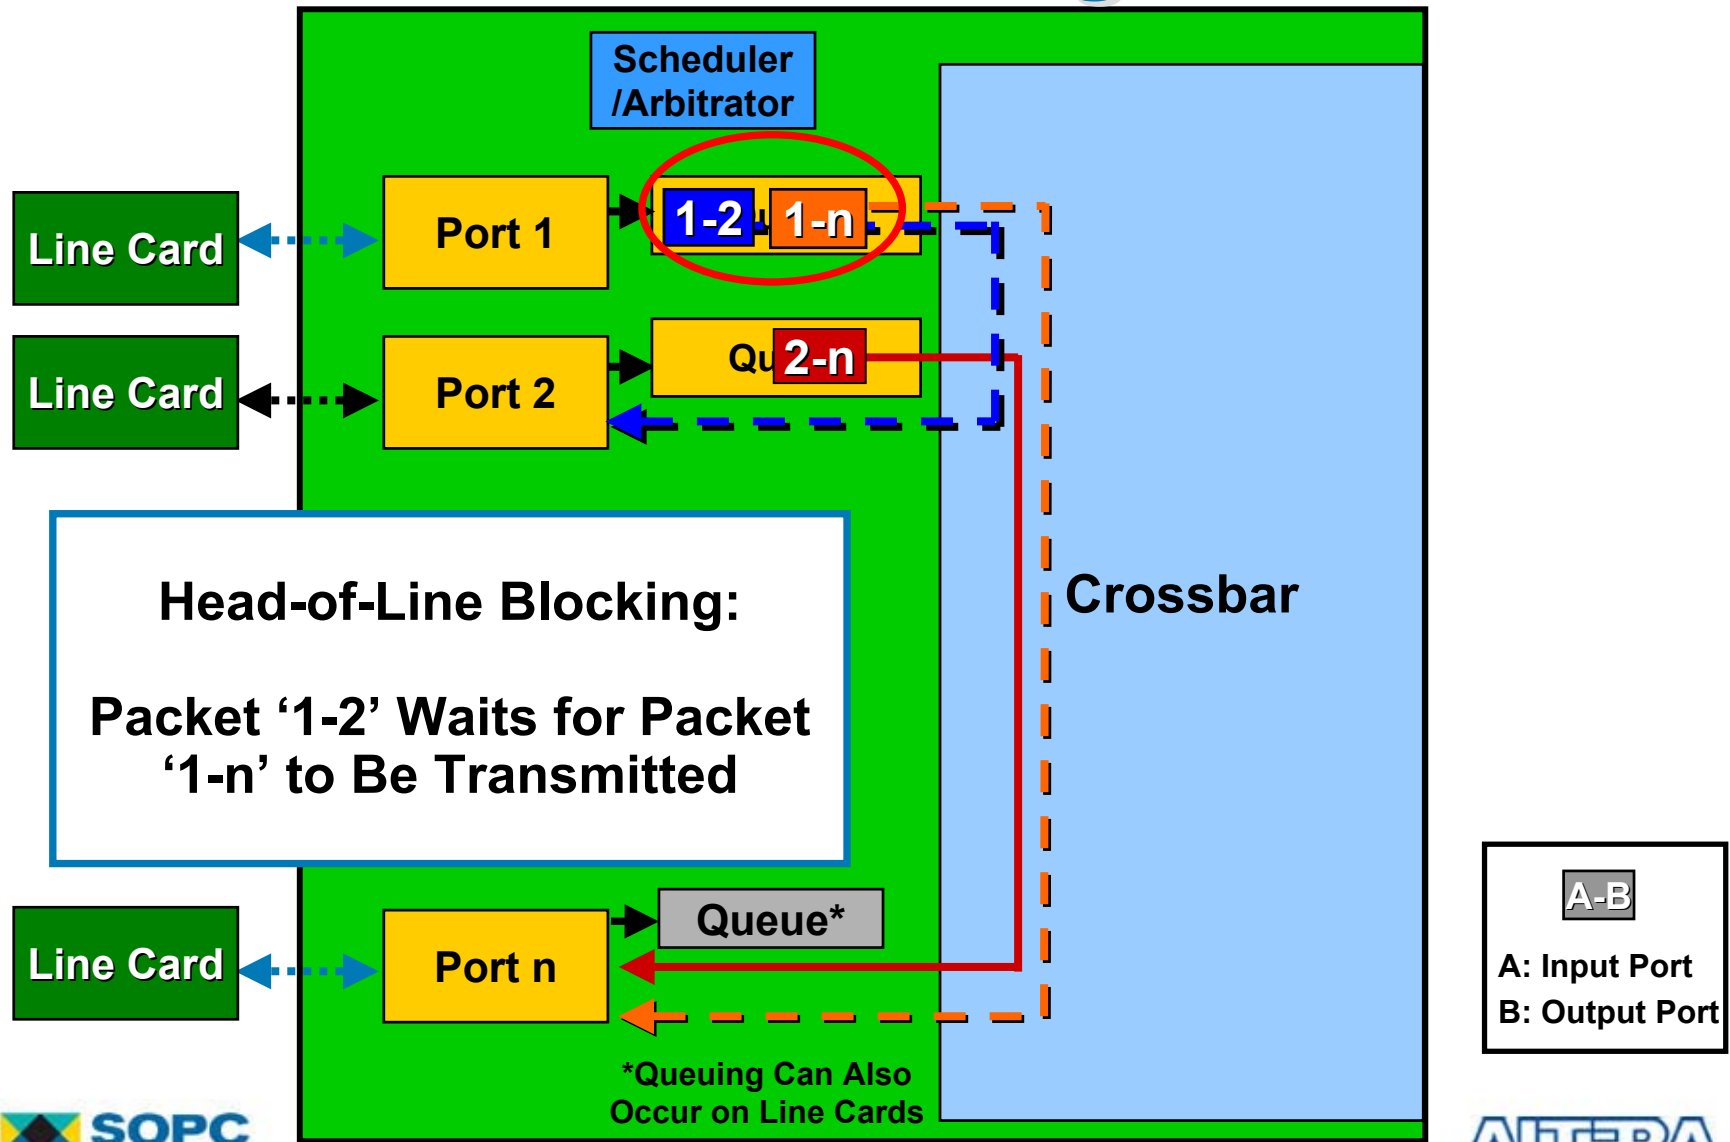 Scheduler
/Arbitrator
Line Card
Port 1
1-2
1-n
Line Card
Port 2
2-n
Head-of-Line Blocking:
Packet ‘1-2’ Waits for Packet
‘1-n’ to Be Transmitted
Crossbar
Line Card
Port n
Queue*
*Queuing Can Also
Occur on Line Cards
A-B
A: Input Port
B: Output Port
SOPC
ALTERA